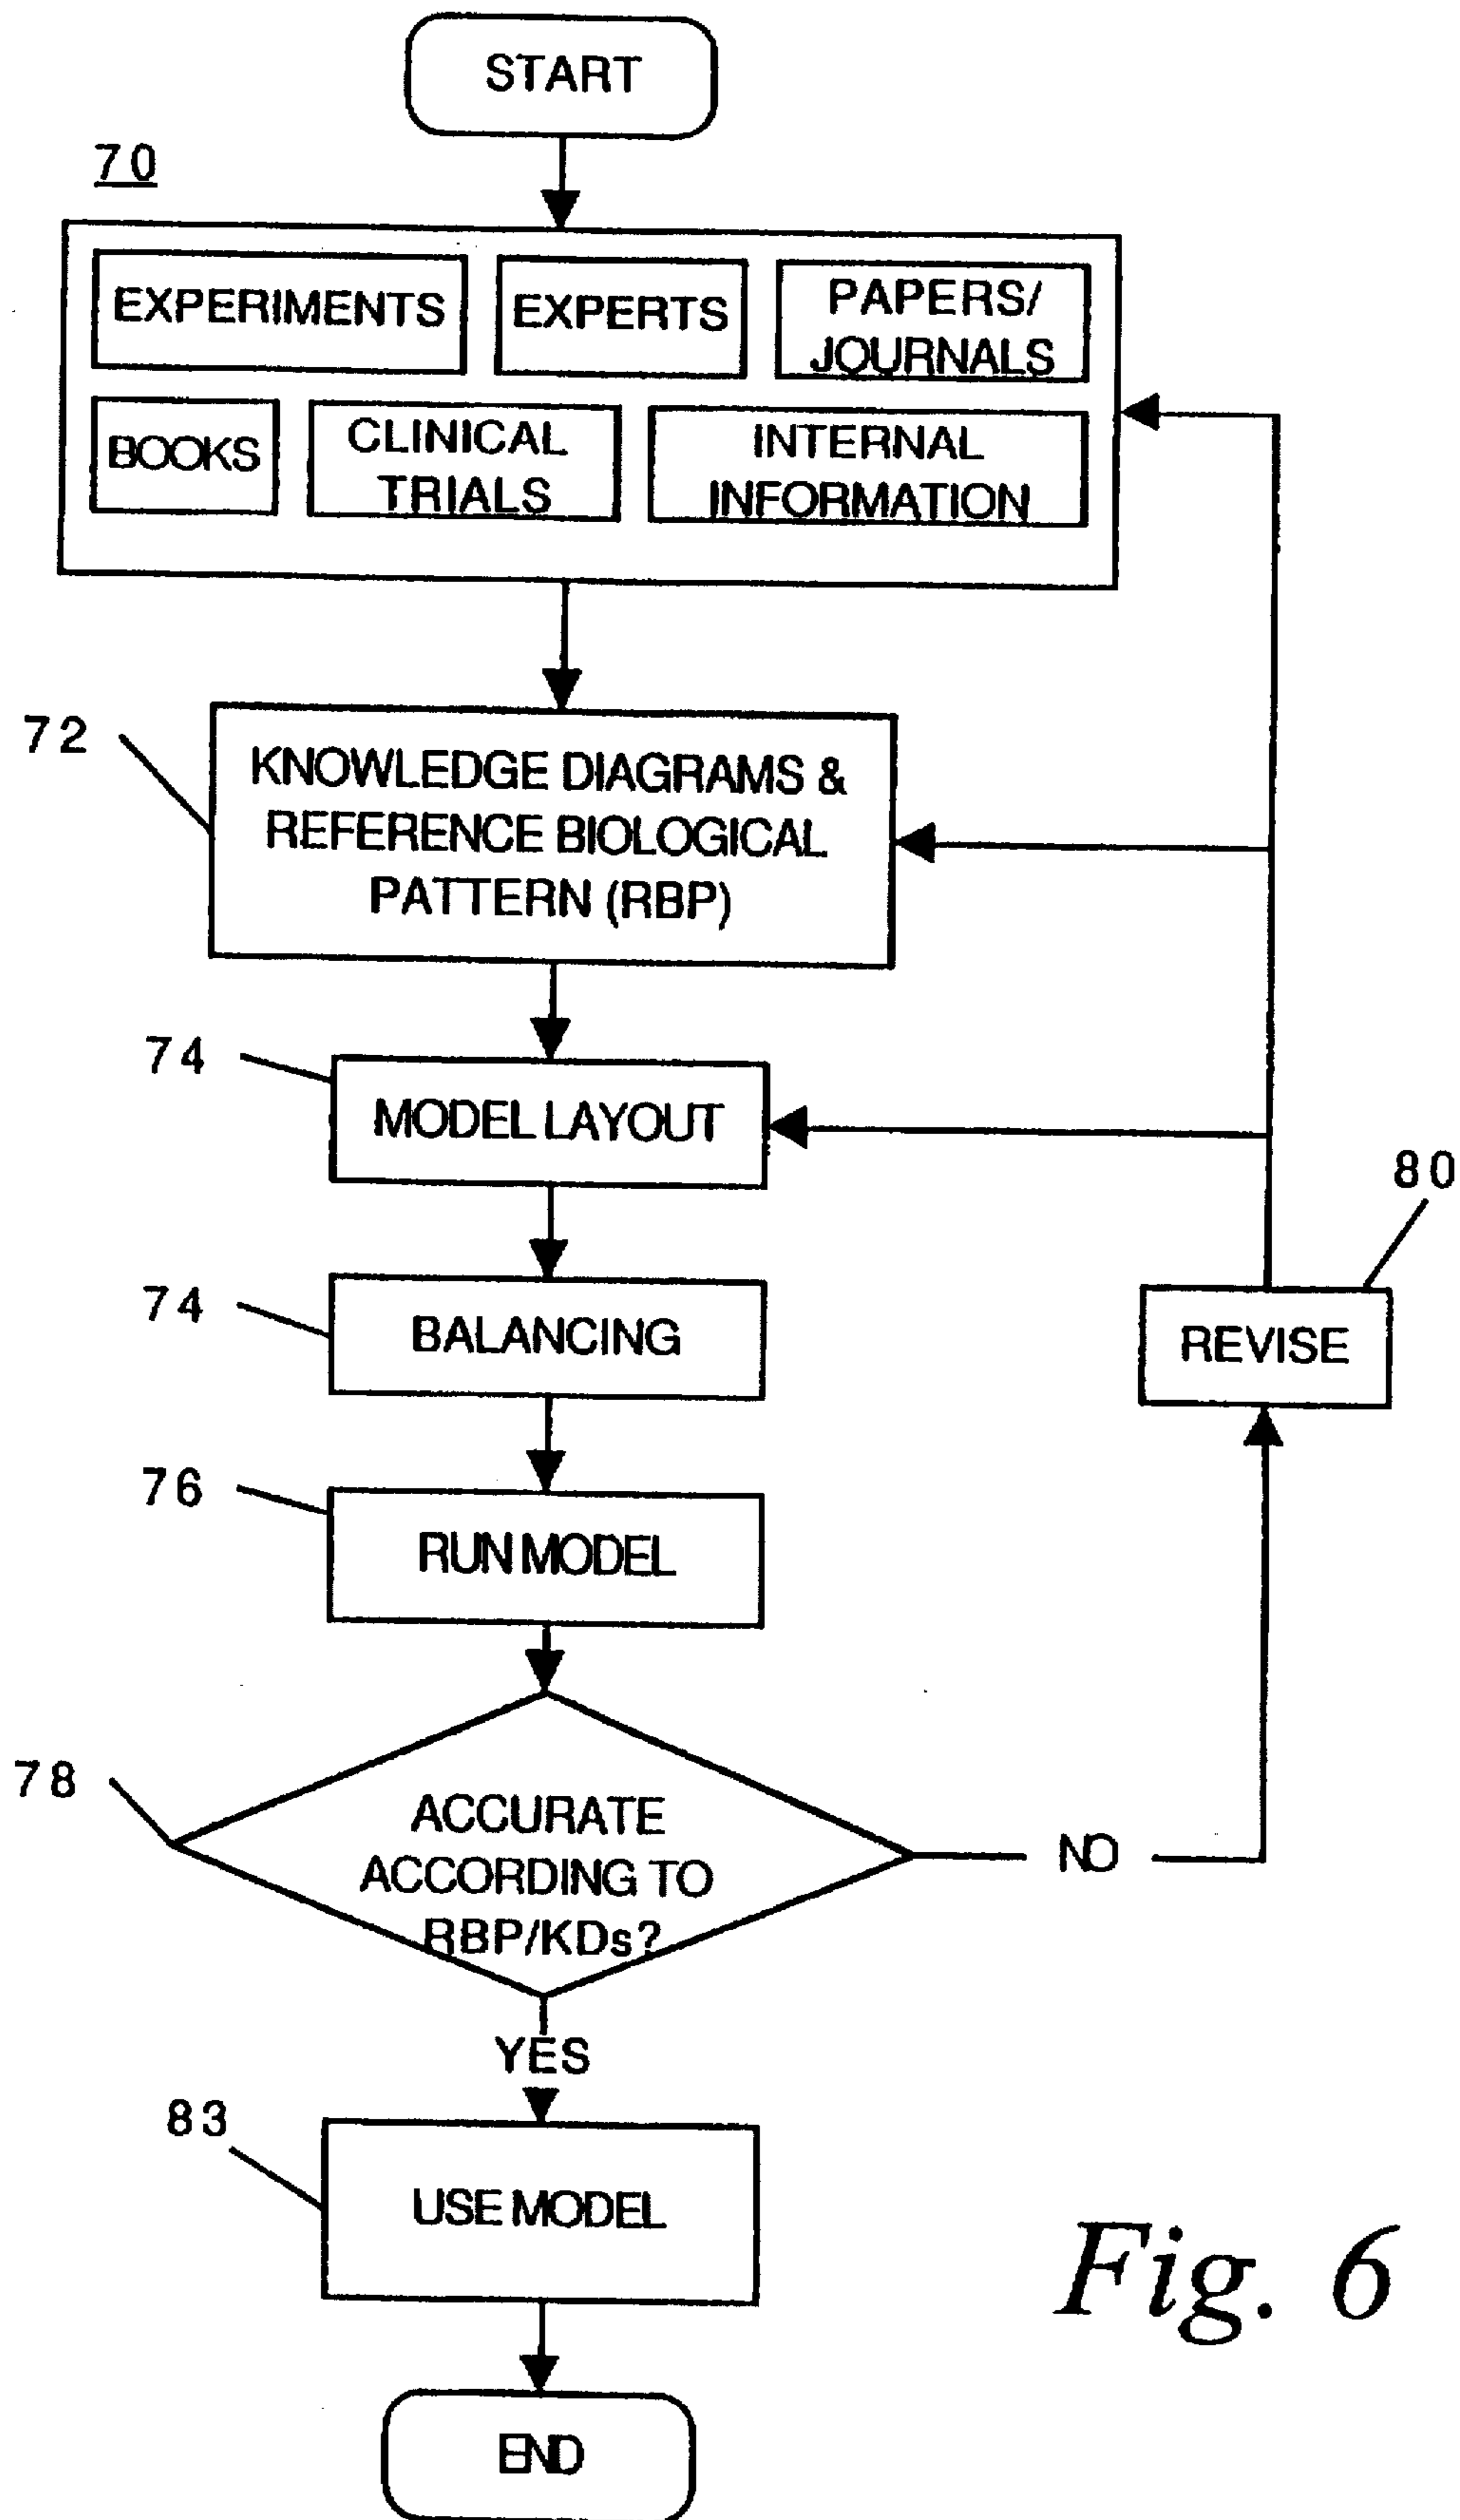 START
70
EXPERIMENTS
EXPERTS
PAPERS/
JOURNALS
BOOKS
CLINICAL
TRIALS
INTERNAL
INFORMATION
72
KNOWLEDGE DIAGRAMS &
REFERENCE BIOLOGICAL
PATTERN (RBP)
74
MODEL LAYOUT
80
74
BALANCING
REVISE
76
RUN MODEL
78
ACCURATE
ACCORDING TO
RBP/KDs?
NO
YES
83
USE MODEL
Fig. 6
END